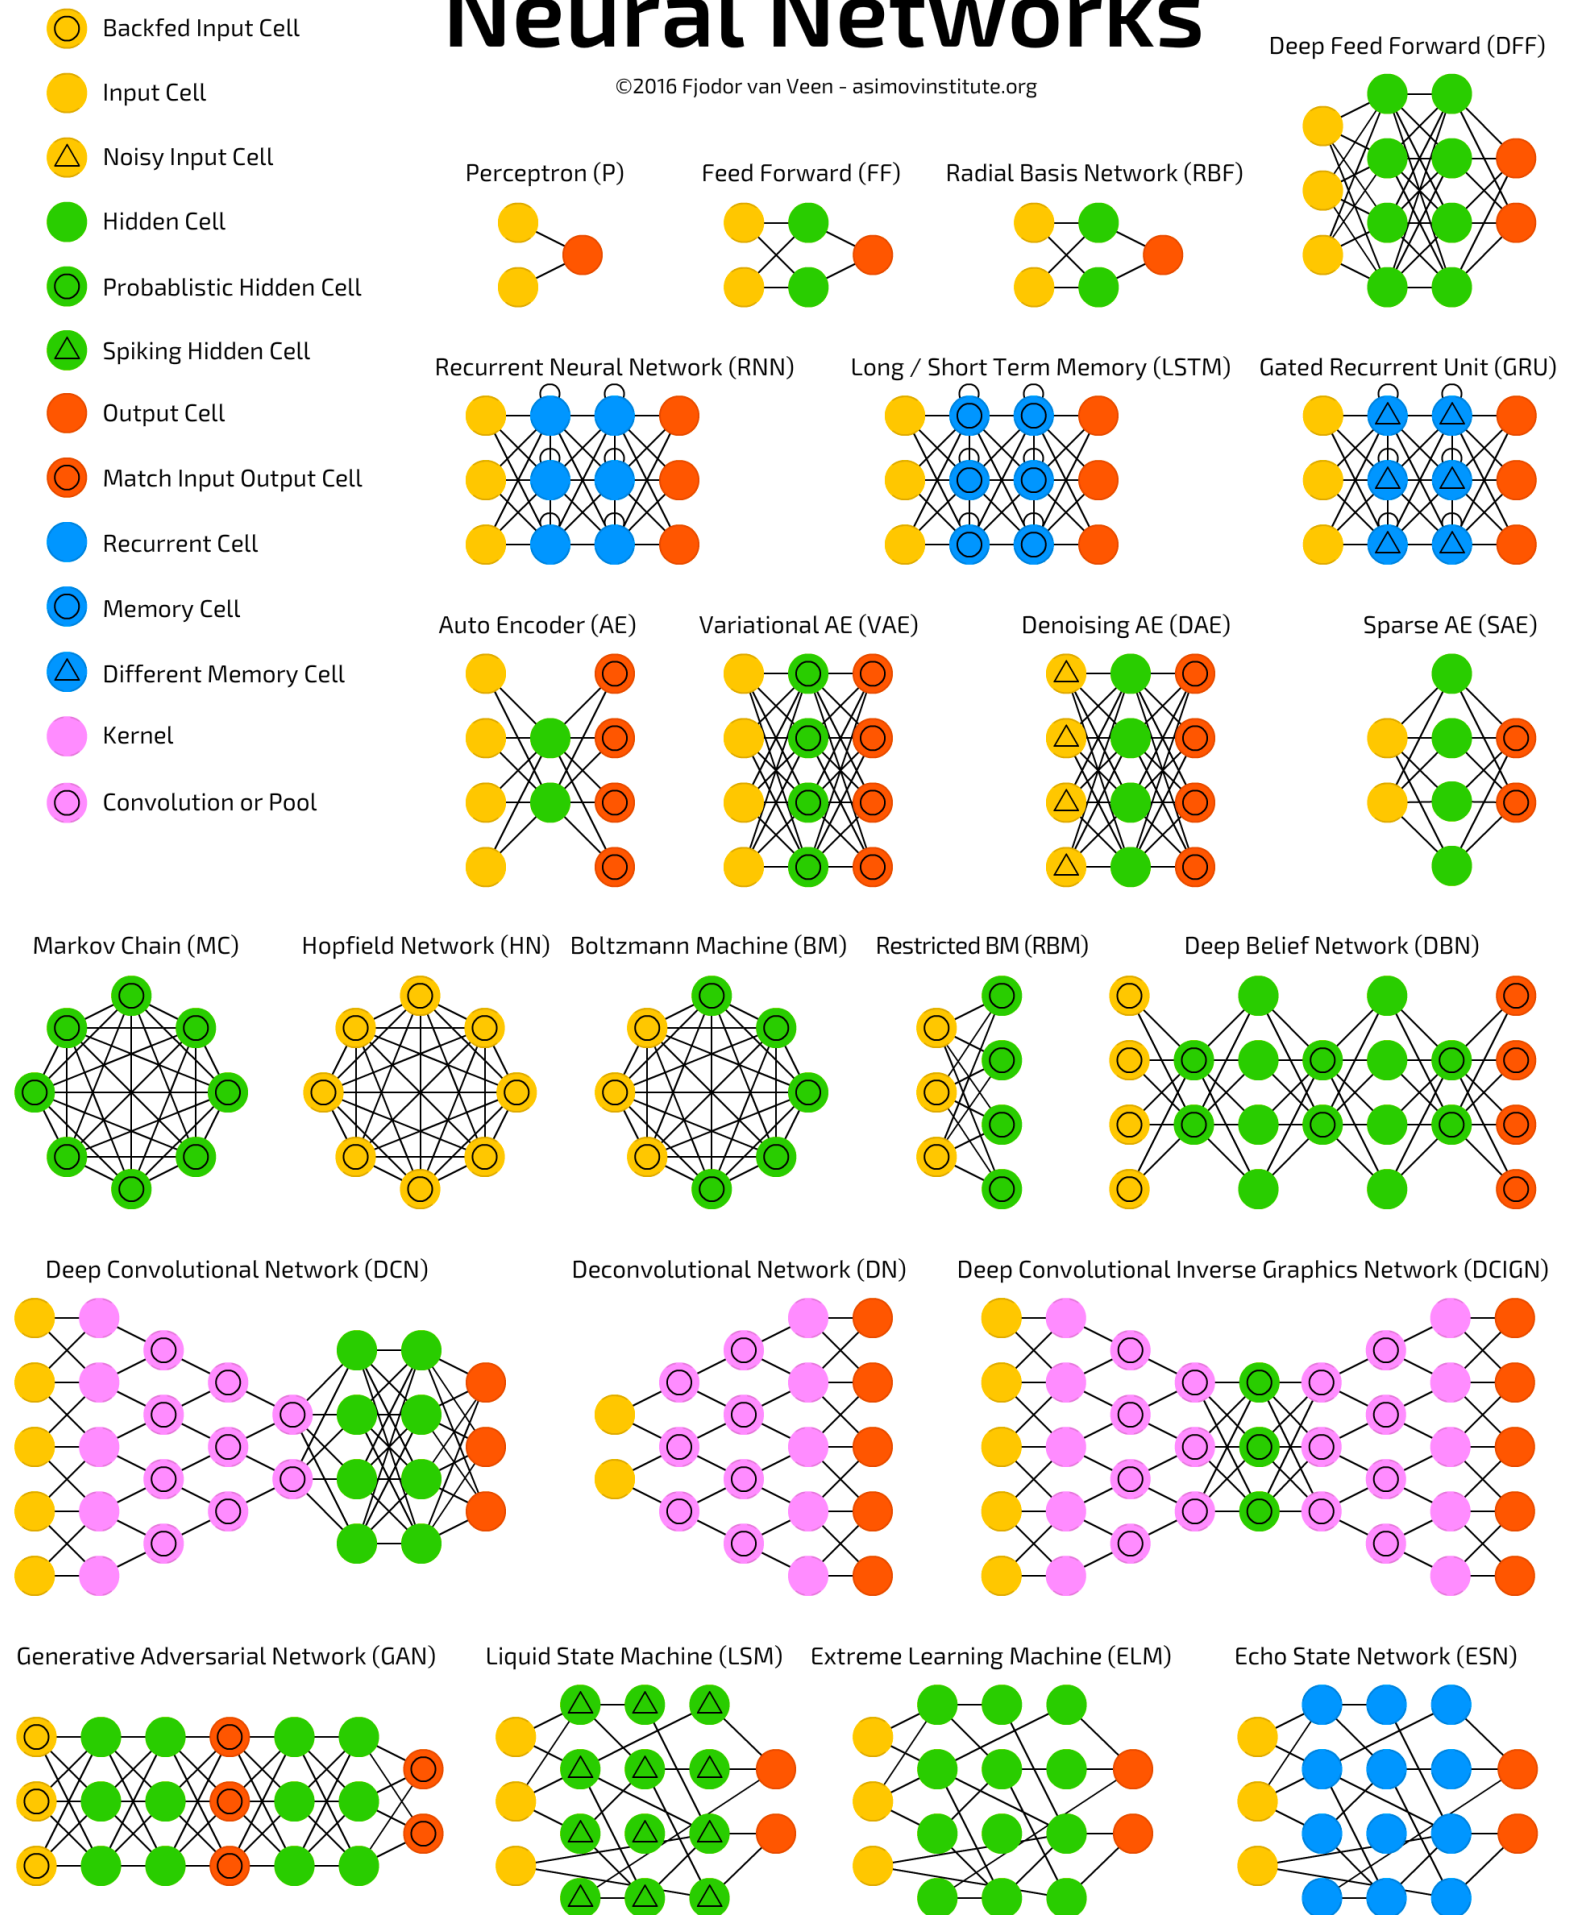 Neural Networks
©2016 Fjodor van Veen - asimovinstitute.org
Backfed Input Cell
Input Cell
Noisy Input Cell
Hidden Cell
Probablistic Hidden Cell
Spiking Hidden Cell
Output Cell
Match Input Output Cell
Recurrent Cell
Memory Cell
Different Memory Cell
Kernel
Convolution or Pool
Deep Feed Forward (DFF)
Perceptron (P)
Feed Forward (FF)
Radial Basis Network (RBF)
Recurrent Neural Network (RNN)
Long / Short Term Memory (LSTM)
Gated Recurrent Unit (GRU)
Auto Encoder (AE)
Variational AE (VAE)
Denoising AE (DAE)
Sparse AE (SAE)
Markov Chain (MC)
Hopfield Network (HN)
Boltzmann Machine (BM)
Restricted BM (RBM)
Deep Belief Network (DBN)
Deep Convolutional Network (DCN)
Deconvolutional Network (DN)
Deep Convolutional Inverse Graphics Network (DCIGN)
Generative Adversarial Network (GAN)
Liquid State Machine (LSM)
Extreme Learning Machine (ELM)
Echo State Network (ESN)